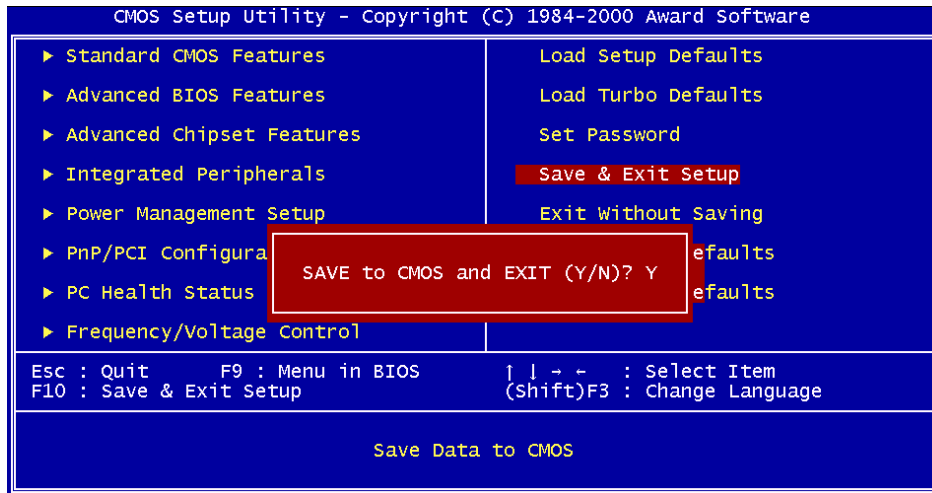 CMOS Setup Utility - Copyright (C) 1984-2000 Award Software
▶ Standard CMOS Features
▶ Advanced BIOS Features
▶ Advanced Chipset Features
▶ Integrated Peripherals
▶ Power Management Setup
▶ PnP/PCI Configura
▶ PC Health Status
▶ Frequency/Voltage Control
Load Setup Defaults
Load Turbo Defaults
Set Password
Save & Exit Setup
Exit Without Saving
efaults
efaults
SAVE to CMOS and EXIT (Y/N)? Y
Esc : Quit F9 : Menu in BIOS ↑ ↓ → ← : Select Item
F10 : Save & Exit Setup (Shift)F3 : Change Language
Save Data to CMOS